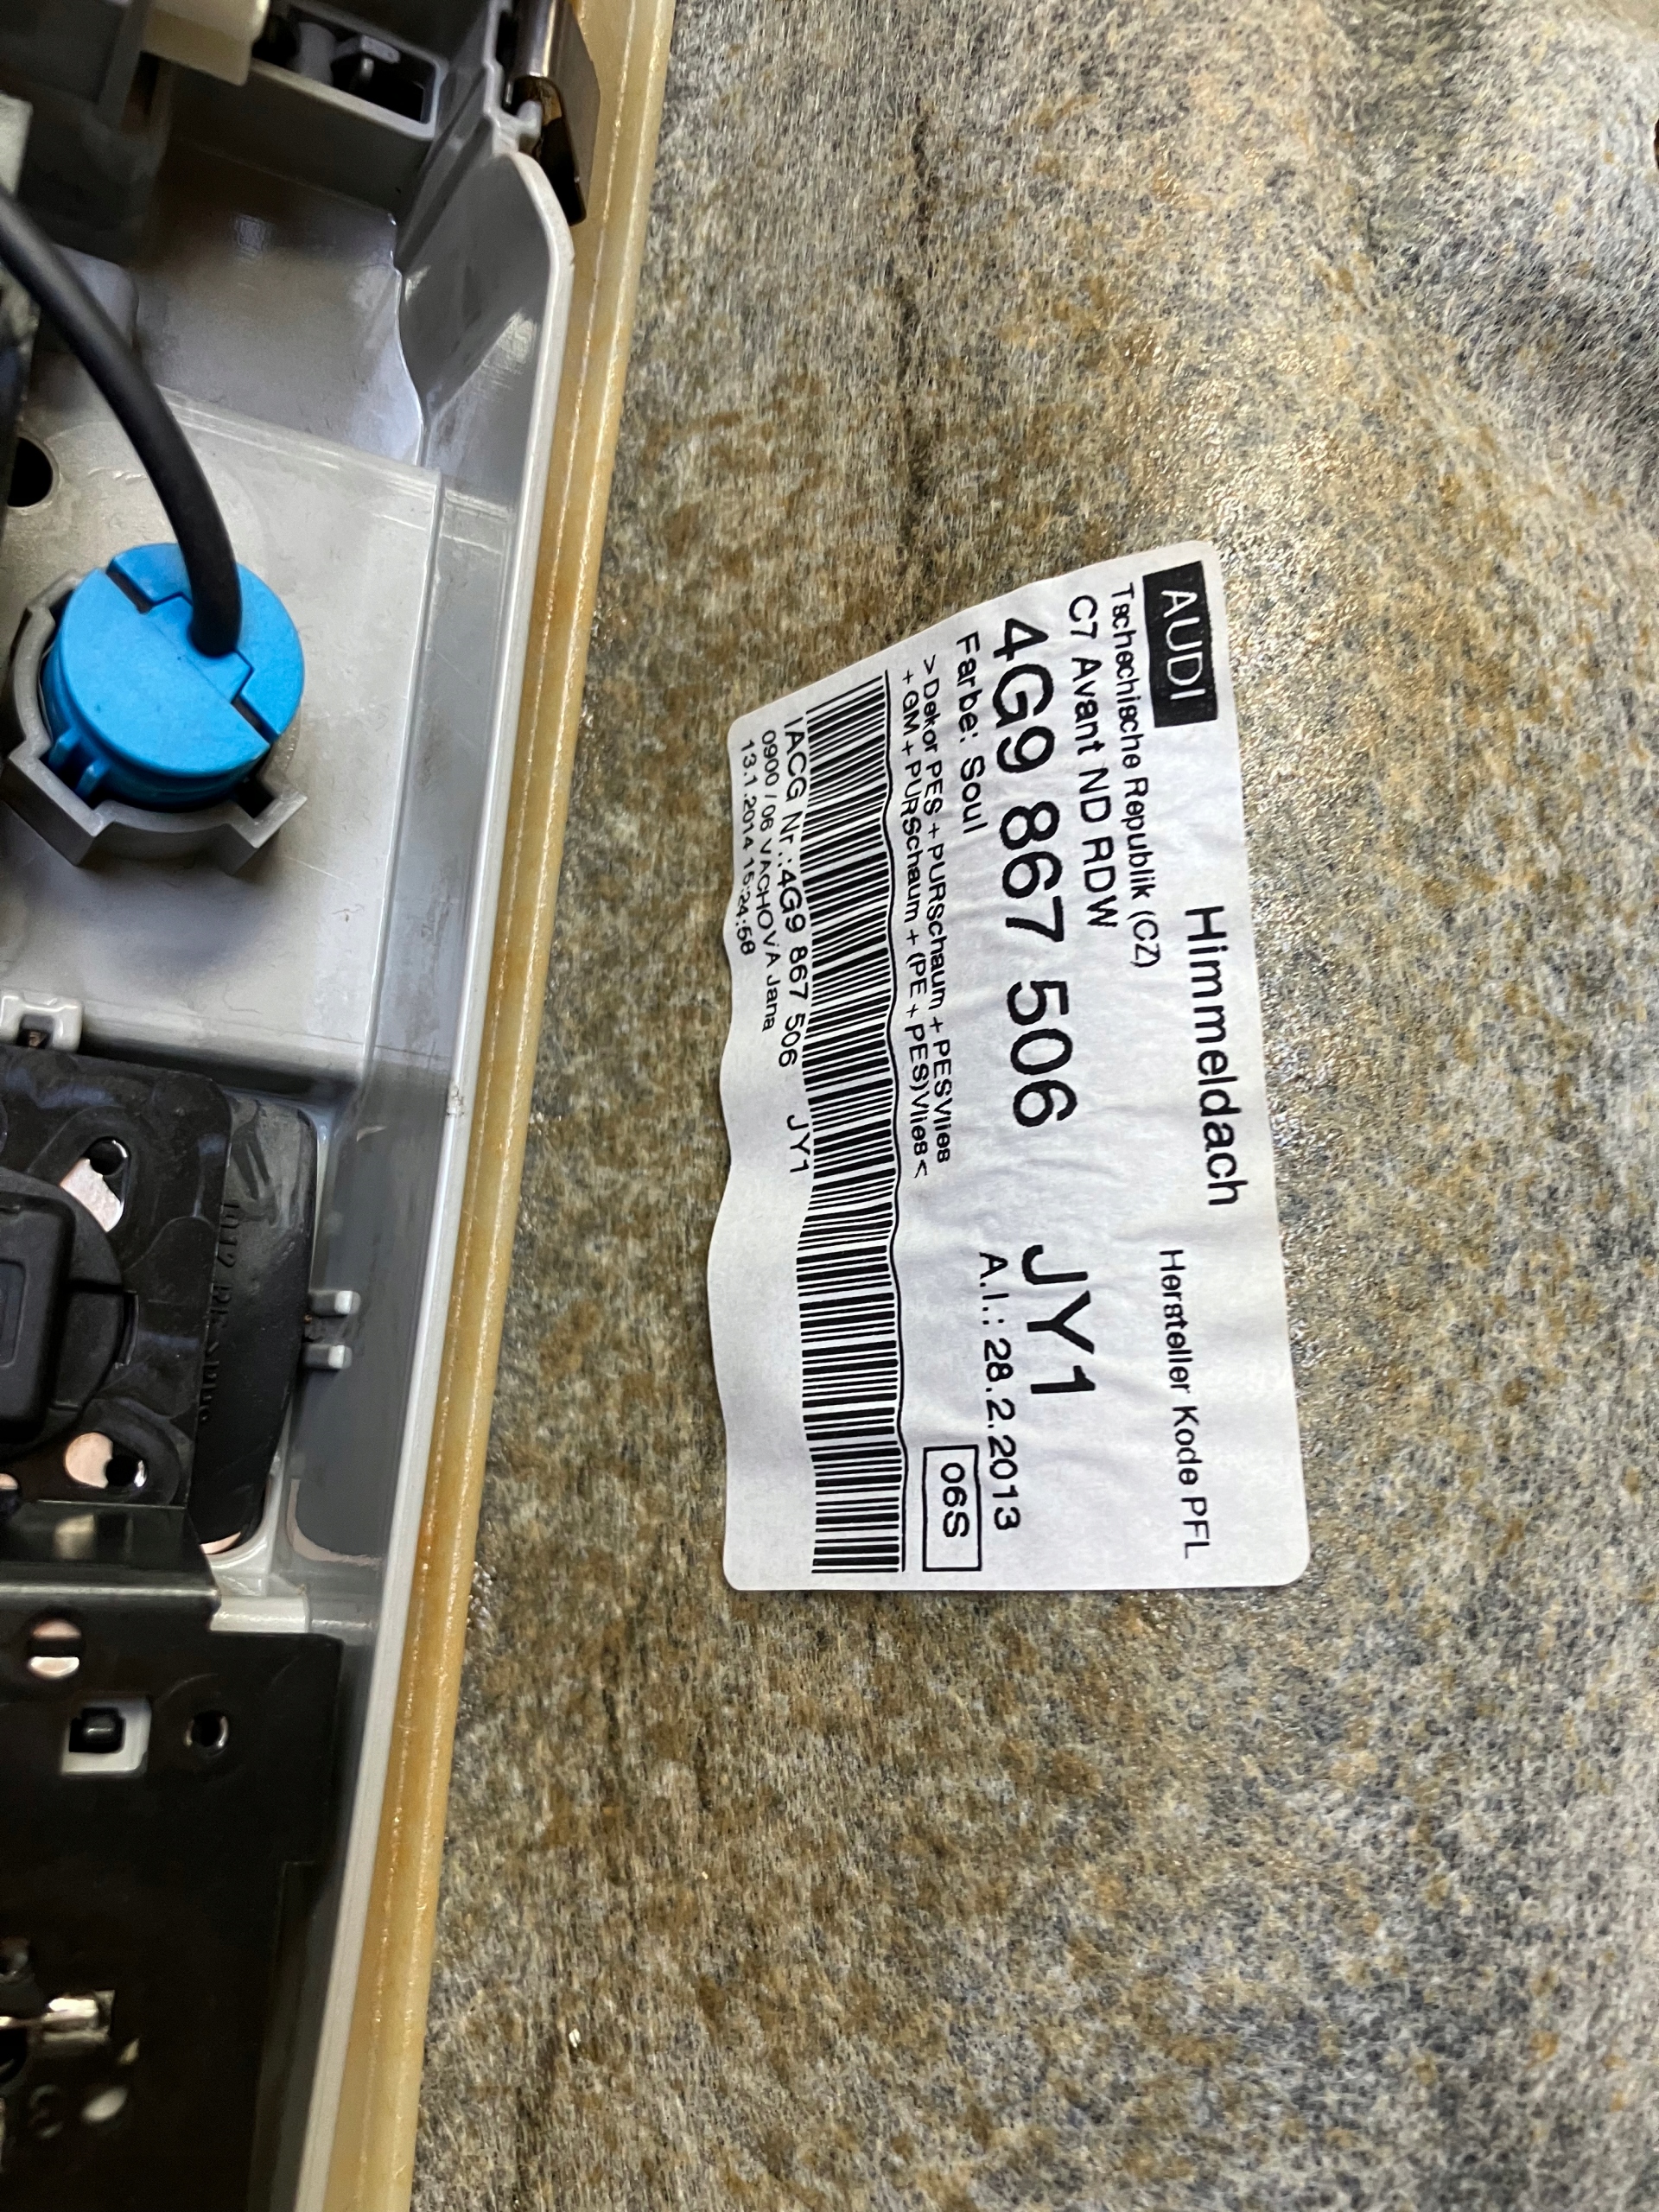 AUDI
Himmeldach
Hersteller Kode PFL
Tschechische Republik (CZ)
C7 Avant ND RDW
4G9 867 506 JY1
Farbe: Soul
A.I.: 28.2.2013
> Dekor PES + PURSchaum + PESVlies
+ GM + PURSchaum + (PE + PES)Vlies <
06S
IACG Nr.:4G9 867 506 JY1
0900 / 06 VACHOVA Jana
13.1.2014 15:24:58